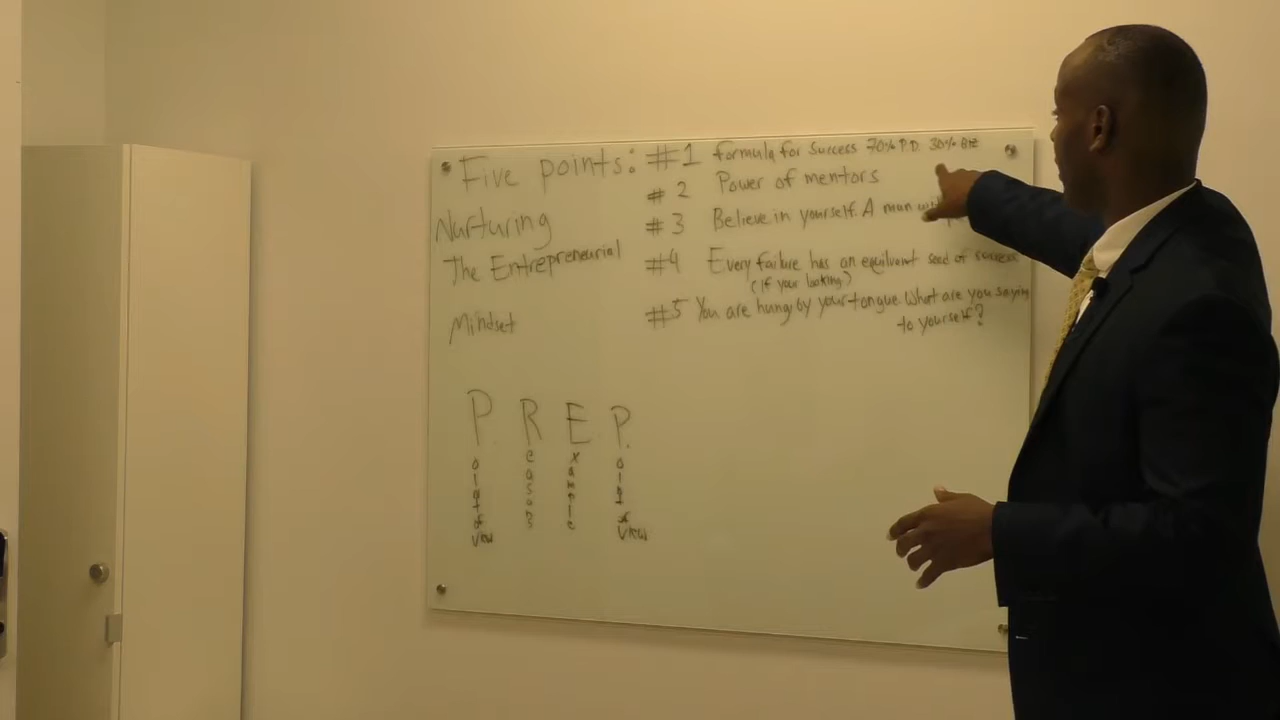 Five points:
Nurturing
The Entrepreneurial
Mindset
#1 formula for Success 70% P.D. 30% Biz
#2 Power of mentors
#3 Believe in yourself. A man
#4 Every failure has an equilvant seed of success
(If your looking)
#5 You are hung by your tongue. What are you saying
to yourself?
P. R E. P.
Point of View
Reason
Example
Point of View